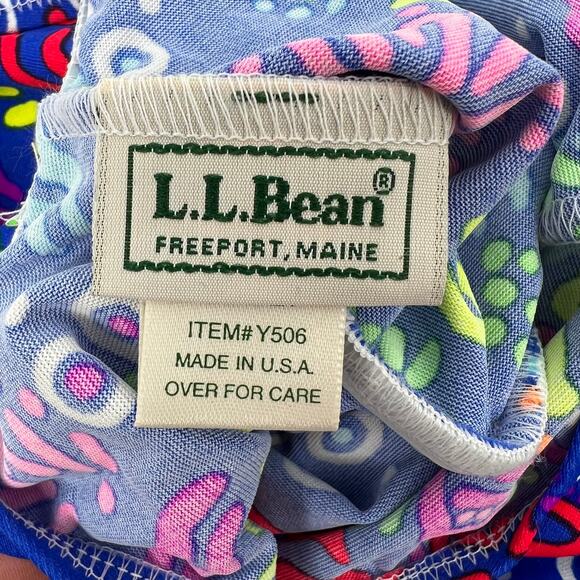 L.L.Bean®
FREEPORT, MAINE
ITEM#Y506
MADE IN U.S.A.
OVER FOR CARE